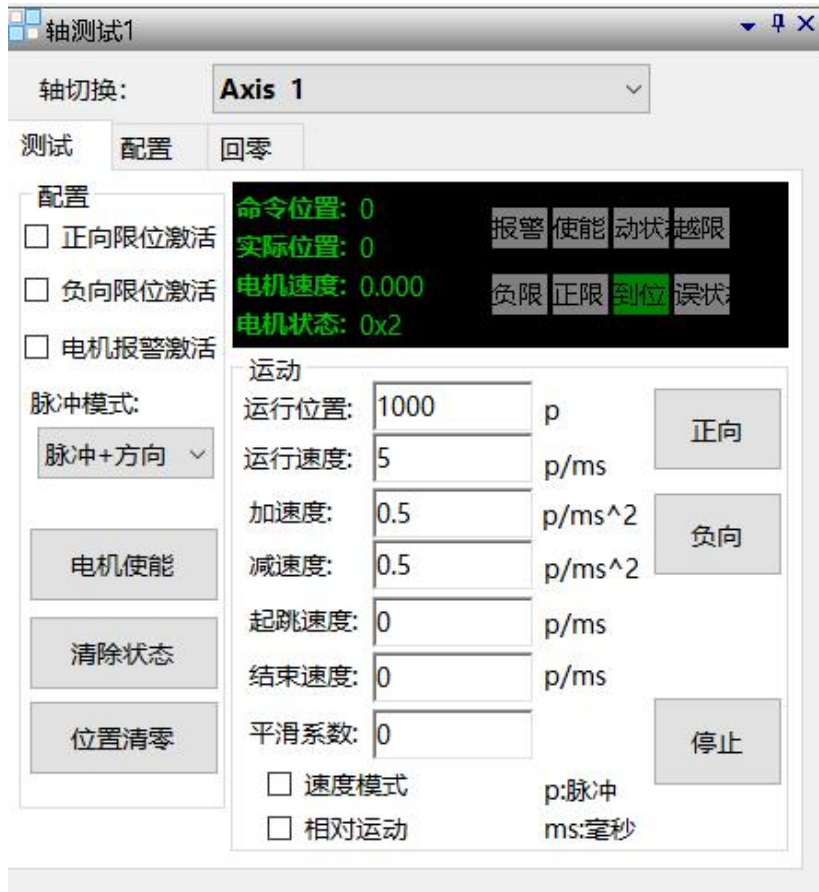 轴测试1
轴切换: Axis 1
测试 配置 回零
配置
正向限位激活
负向限位激活
电机报警激活
脉冲模式:
脉冲+方向
电机使能
清除状态
位置清零
命令位置: 0
实际位置: 0
电机速度: 0.000
电机状态: 0x2
报警 使能 动状 越限
负限 正限 到位 误状
运动
运行位置: 1000 p
运行速度: 5 p/ms
加速度: 0.5 p/ms^2
减速度: 0.5 p/ms^2
起跳速度: 0 p/ms
结束速度: 0 p/ms
平滑系数: 0
速度模式 p:脉冲
相对运动 ms:毫秒
正向
负向
停止